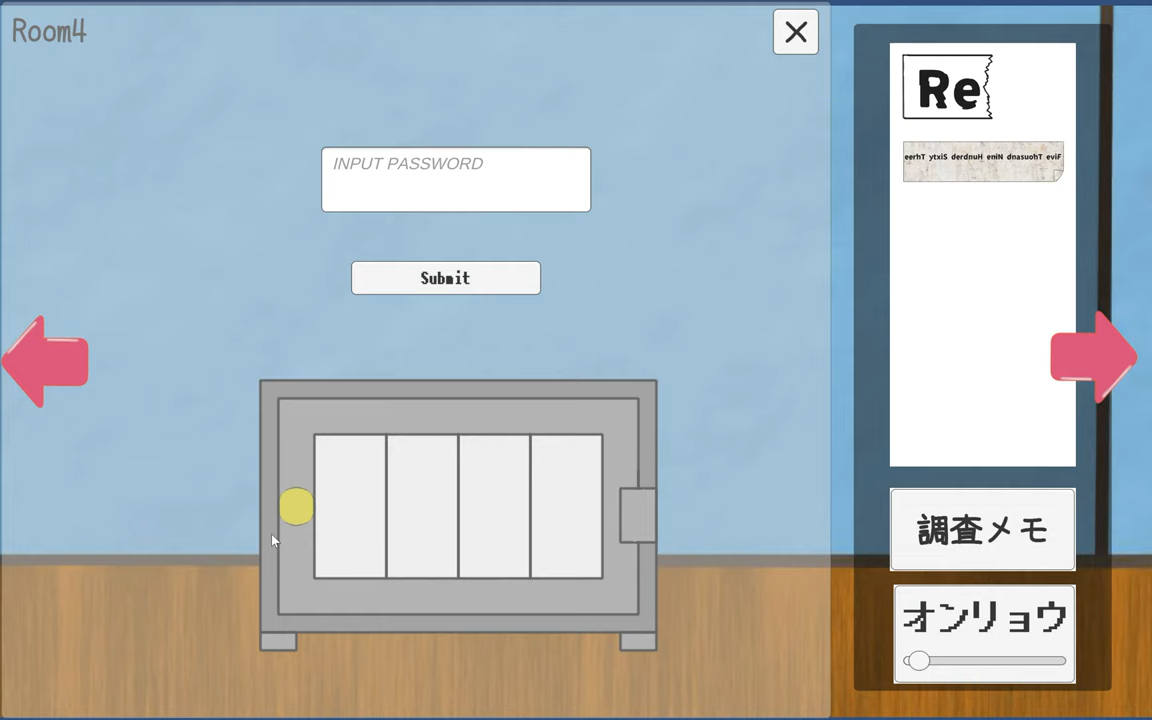 Room4
INPUT PASSWORD
Submit
Re
eerhT ytxiS derdnuH eniN dnasuohT eviF
調査メモ
オンリョウ